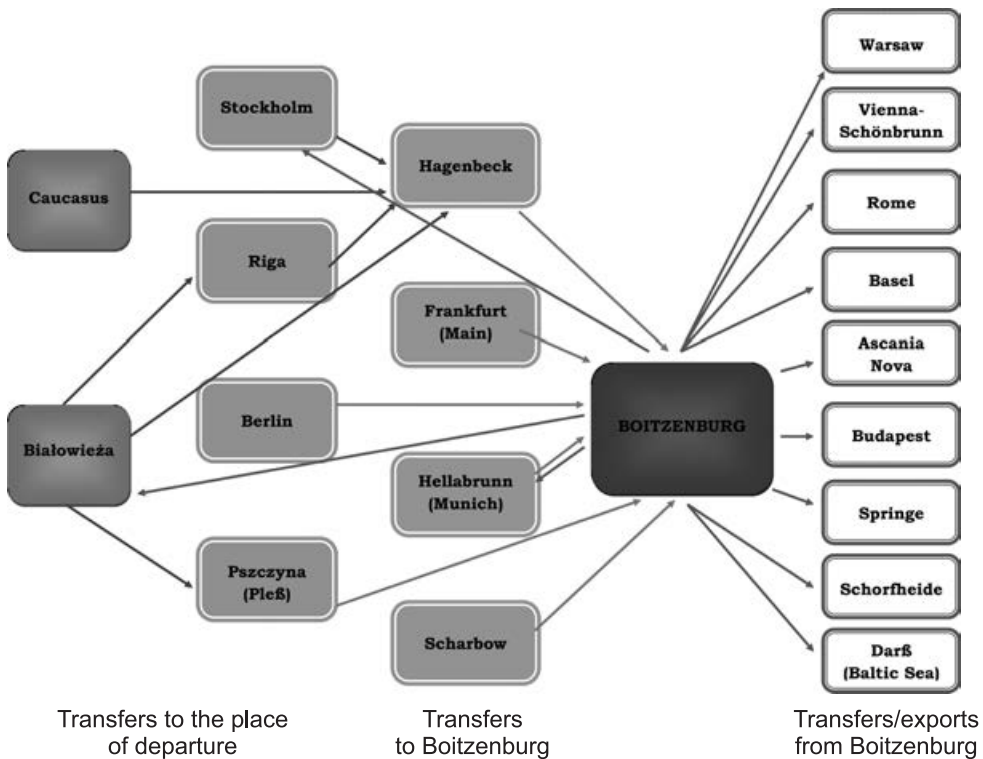 Caucasus
Białowieża
Stockholm
Riga
Berlin
Pszczyna
(Pleß)
Hagenbeck
Frankfurt
(Main)
Hellabrunn
(Munich)
Scharbow
BOITZENBURG
Warsaw
Vienna-
Schönbrunn
Rome
Basel
Ascania
Nova
Budapest
Springe
Schorfheide
Darß
(Baltic Sea)
Transfers to the place
of departure
Transfers
to Boitzenburg
Transfers/exports
from Boitzenburg